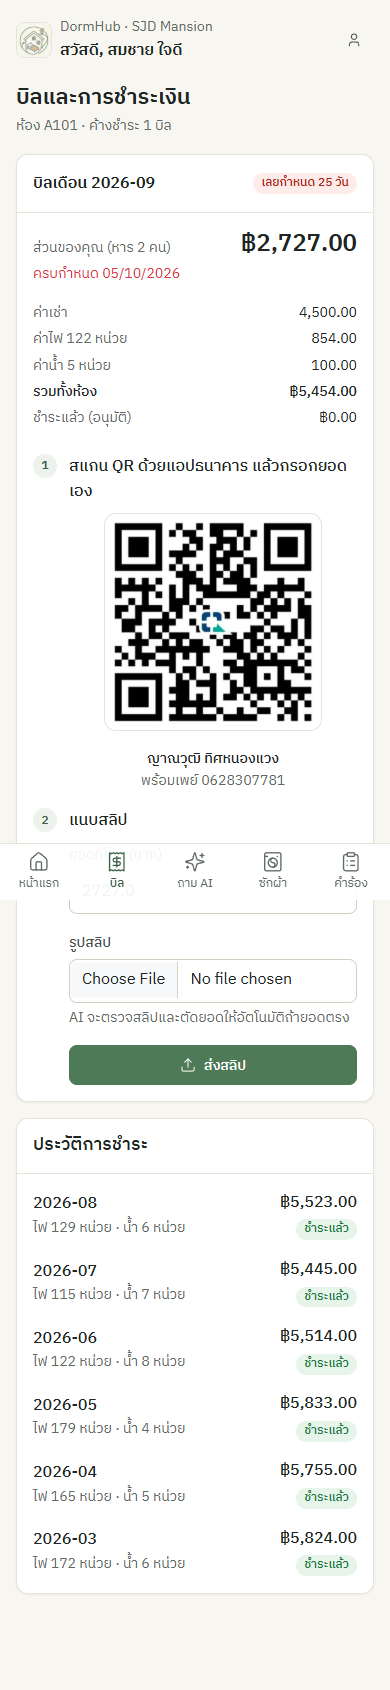 DormHub · SJD Mansion
สวัสดี, สมชาย ใจดี
บิลและการชำระเงิน
ห้อง A101 · ค้างชำระ 1 บิล
บิลเดือน 2026-09
เลยกำหนด 25 วัน
ส่วนของคุณ (หาร 2 คน)
฿2,727.00
ครบกำหนด 05/10/2026
ค่าเช่า
4,500.00
ค่าไฟ 122 หน่วย
854.00
ค่าน้ำ 5 หน่วย
100.00
รวมทั้งห้อง
฿5,454.00
ชำระแล้ว (อนุมัติ)
฿0.00
1
สแกน QR ด้วยแอปธนาคาร แล้วกรอกยอด
เอง
ญาณวุฒิ ทิศหนองแวง
พร้อมเพย์ 0628307781
2
แนบสลิป
หน้าแรก
บิล
ถาม AI
ซักผ้า
คำร้อง
รูปสลิป
Choose File
No file chosen
AI จะตรวจสลิปและตัดยอดให้อัตโนมัติถ้ายอดตรง
ส่งสลิป
ประวัติการชำระ
2026-08
฿5,523.00
ไฟ 129 หน่วย · น้ำ 6 หน่วย
ชำระแล้ว
2026-07
฿5,445.00
ไฟ 115 หน่วย · น้ำ 7 หน่วย
ชำระแล้ว
2026-06
฿5,514.00
ไฟ 122 หน่วย · น้ำ 8 หน่วย
ชำระแล้ว
2026-05
฿5,833.00
ไฟ 179 หน่วย · น้ำ 4 หน่วย
ชำระแล้ว
2026-04
฿5,755.00
ไฟ 165 หน่วย · น้ำ 5 หน่วย
ชำระแล้ว
2026-03
฿5,824.00
ไฟ 172 หน่วย · น้ำ 6 หน่วย
ชำระแล้ว